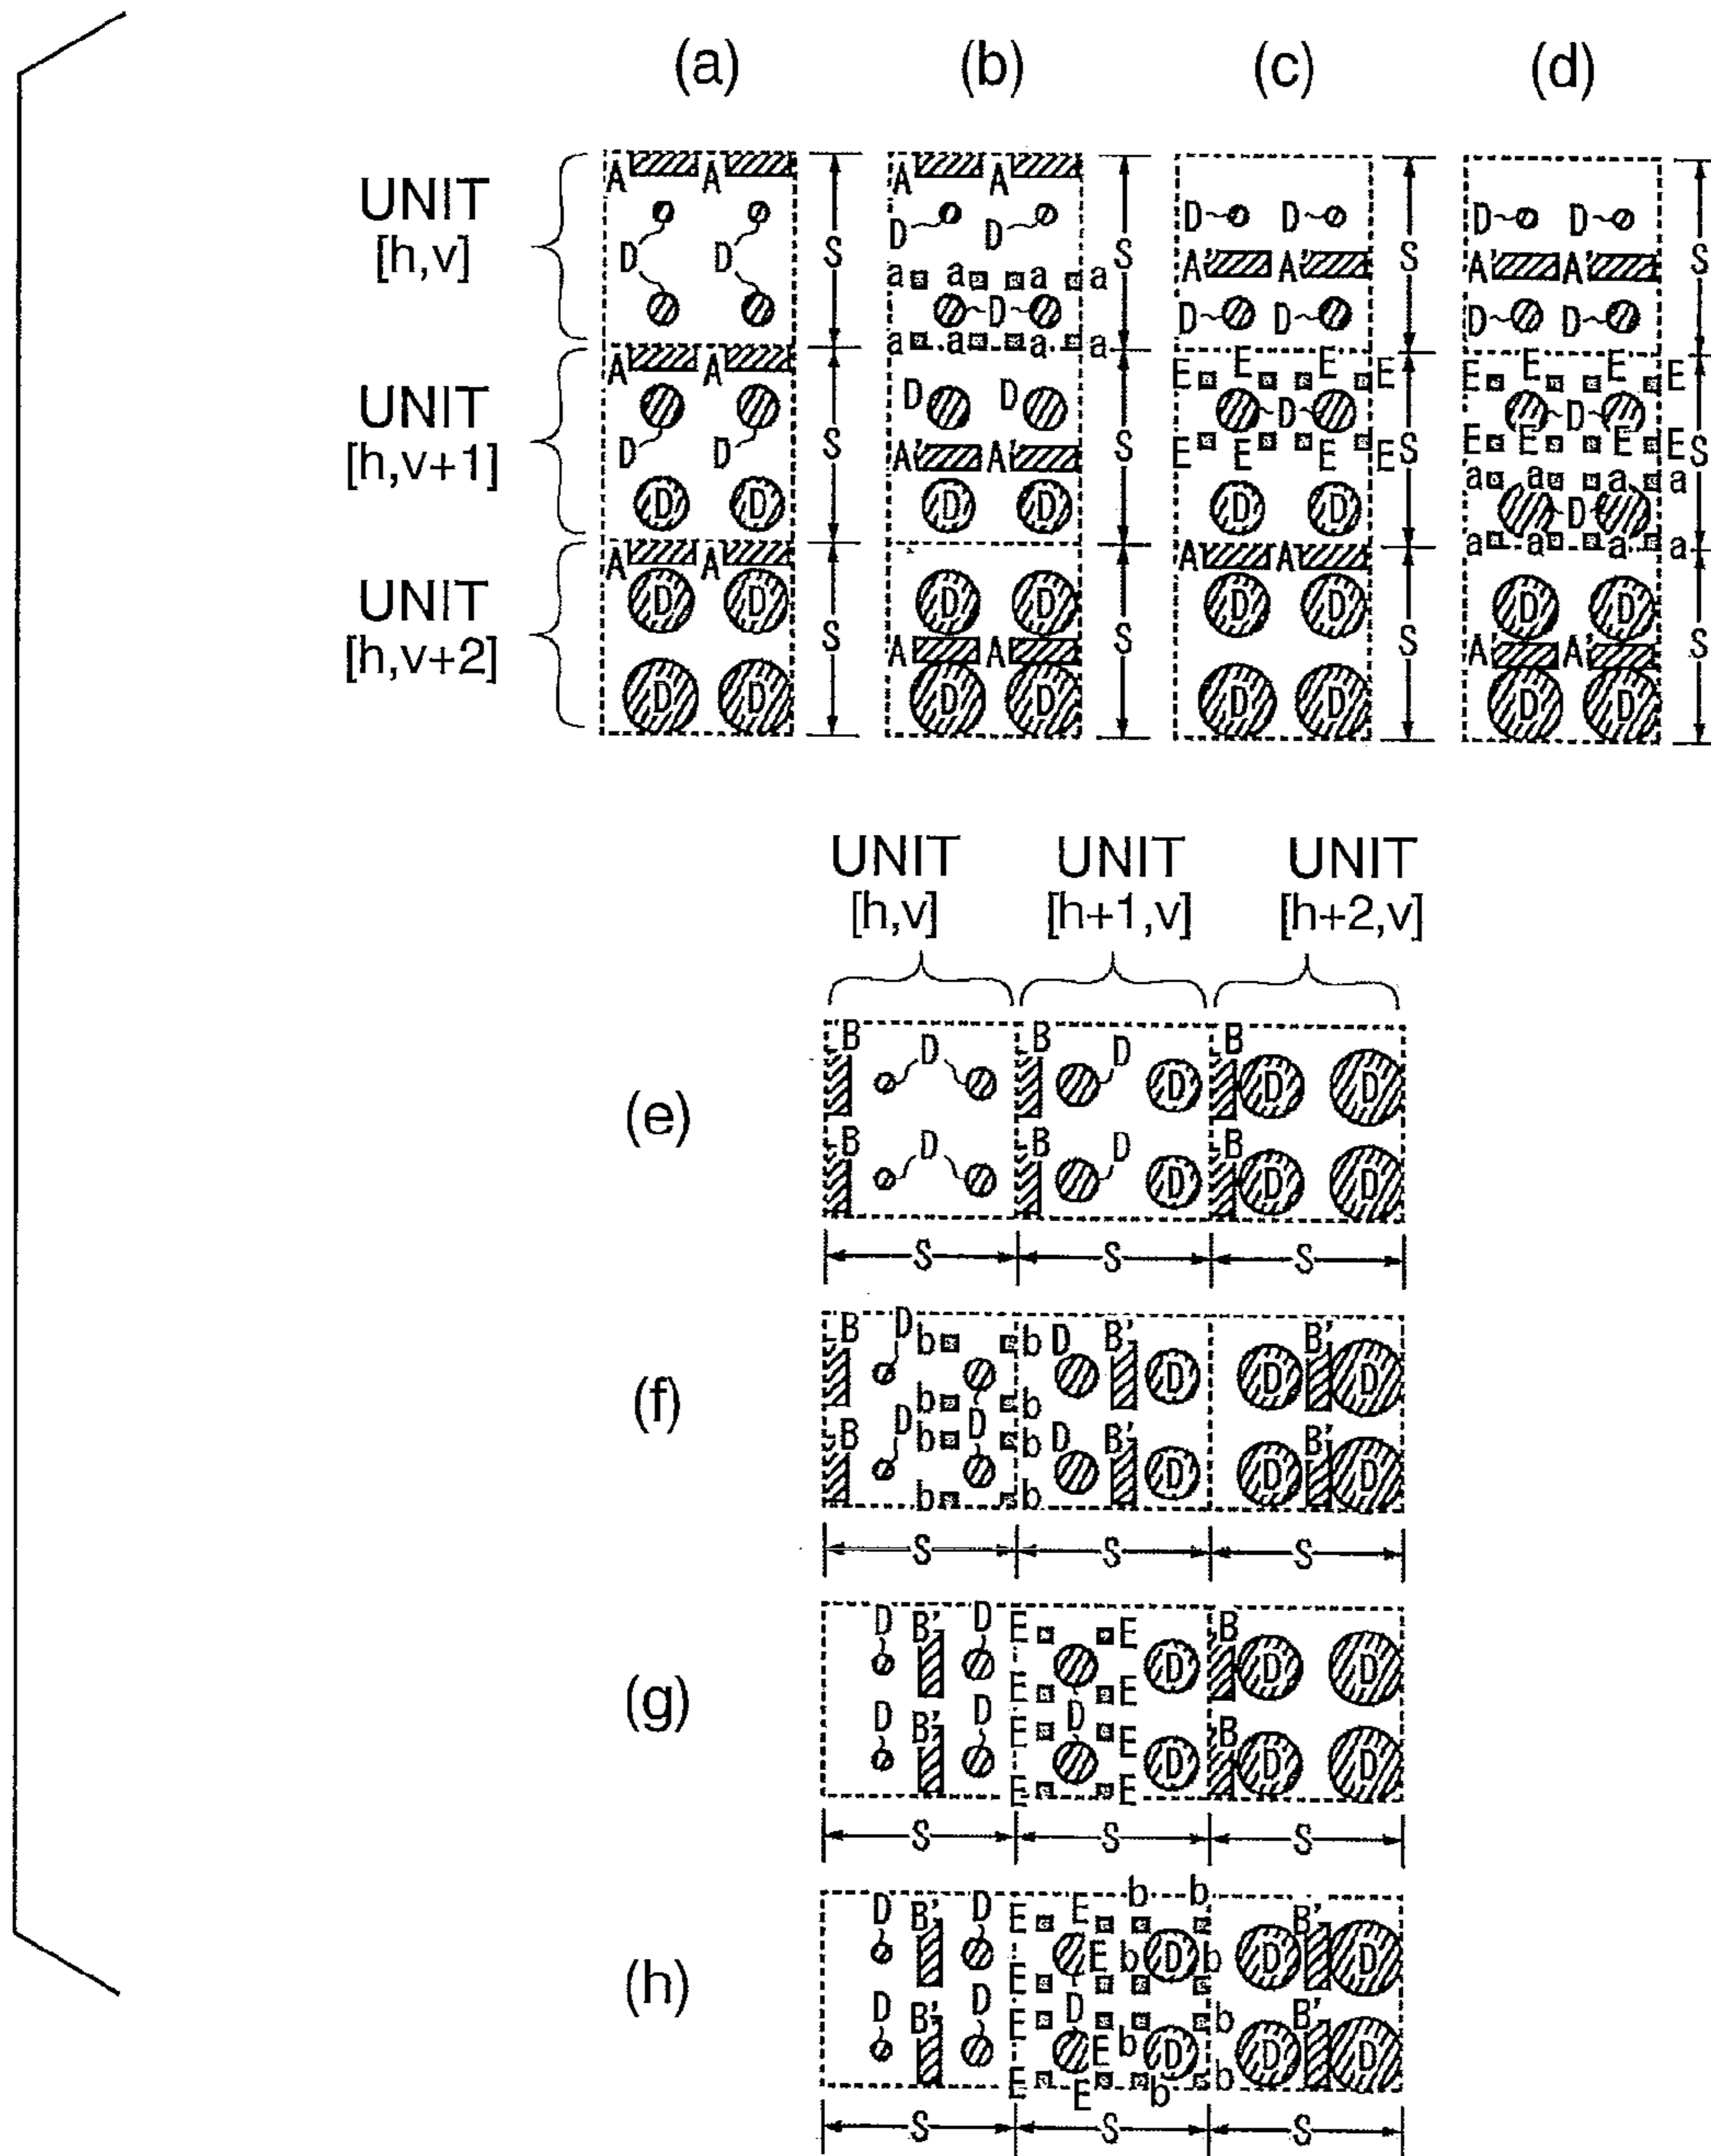 (a) (b) (c) (d)
UNIT
[h,v]
A A S A A S S S
D D D D D D D D
a a a a A' A' A' A'
D D D D D
a a a a a
UNIT
[h,v+1]
A A S D D S E E E E S E E E E S
D D A' A' D D
E E E E E E E E
D D D D D D a a a a a
D
a a a a
UNIT
[h,v+2]
A A S S A A S S
D D D D D D D D
A' A' A' A'
D D D D D D D D
UNIT UNIT UNIT
[h,v] [h+1,v] [h+2,v]
B D B D B
(e) D D D
B D B D B
D D D
S S S
B D b b D B' B'
(f) b b D D D
B D b D b D B' B'
b b D D D
S S S
D B' D E E B
(g) E E D D D
D B' D E D E B
E E D D D
S S S
D B' D E E b b B'
(h) E E b D b D D
D B' D E D b B'
E E E b b b D D D
S S S